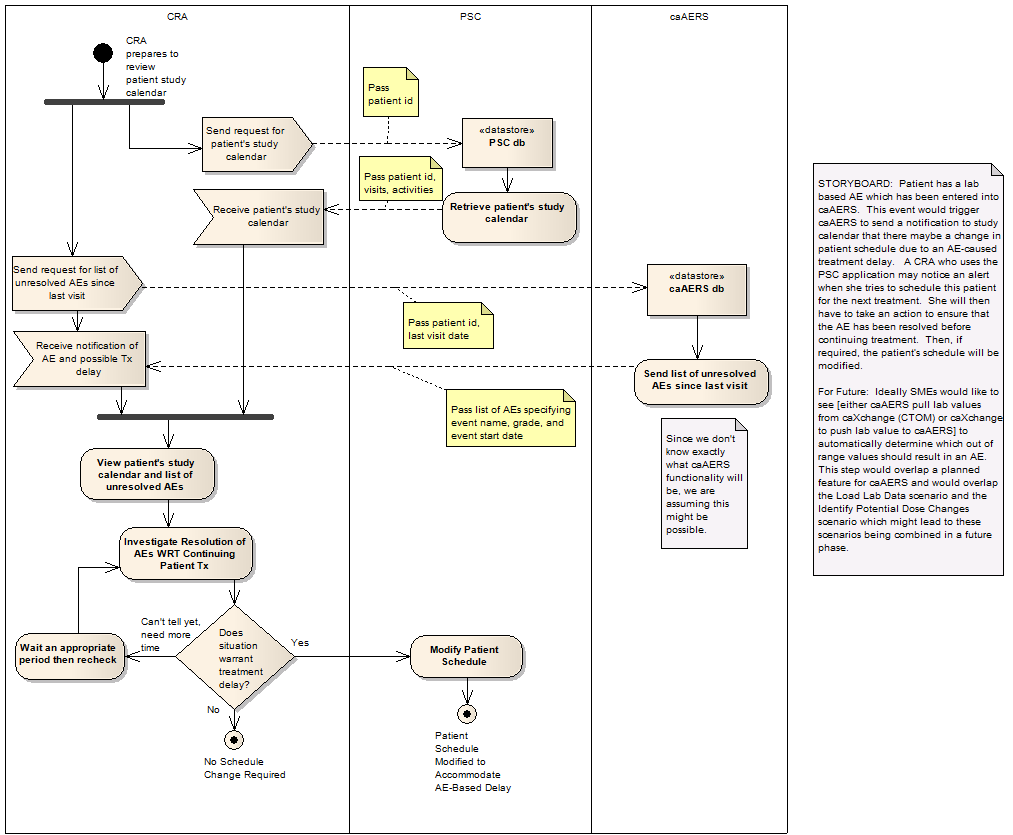 CRA
PSC
caAERS
CRA
prepares to
review
patient study
calendar
Pass
patient id
Send request for
patient's study
calendar
«datastore»
PSC db
Pass patient id,
visits, activities
Receive patient's study
calendar
Retrieve patient's study
calendar
Send request for list of
unresolved AEs since
last visit
«datastore»
caAERS db
Pass patient id,
last visit date
Receive notification of
AE and possible Tx
delay
Send list of unresolved
AEs since last visit
Pass list of AEs specifying
event name, grade, and
event start date
Since we don't
know exactly
what caAERS
functionality will
be, we are
assuming this
might be
possible.
View patient's study
calendar and list of
unresolved AEs
Investigate Resolution of
AEs WRT Continuing
Patient Tx
Can't tell yet,
need more
time
Wait an appropriate
period then recheck
Does
situation
warrant
treatment
delay?
Yes
No
Modify Patient
Schedule
No Schedule
Change Required
Patient
Schedule
Modified to
Accommodate
AE-Based Delay
STORYBOARD:  Patient has a lab
based AE which has been entered into
caAERS.  This event would trigger
caAERS to send a notification to study
calendar that there maybe a change in
patient schedule due to an AE-caused
treatment delay.   A CRA who uses the
PSC application may notice an alert
when she tries to schedule this patient
for the next treatment.  She will then
have to take an action to ensure that
the AE has been resolved before
continuing treatment.  Then, if
required, the patient's schedule will be
modified.
For Future:  Ideally SMEs would like to
see [either caAERS pull lab values
from caXchange (CTOM) or caXchange
to push lab value to caAERS] to
automatically determine which out of
range values should result in an AE.
This step would overlap a planned
feature for caAERS and would overlap
the Load Lab Data scenario and the
Identify Potential Dose Changes
scenario which might lead to these
scenarios being combined in a future
phase.